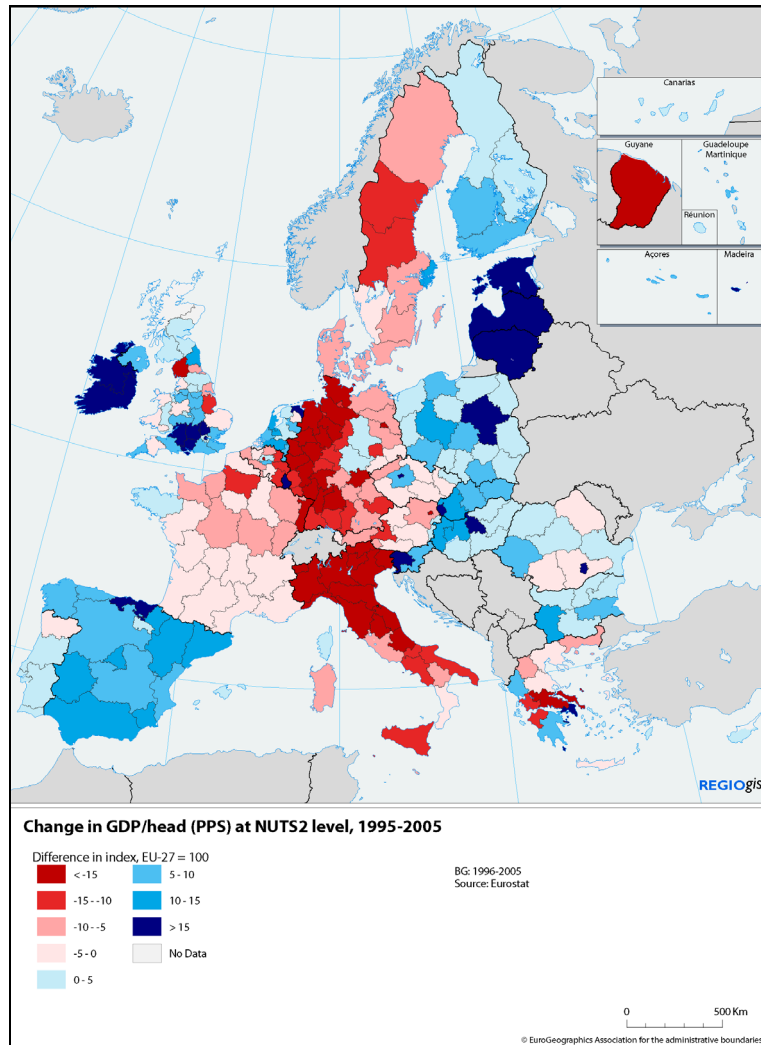 Canarias
Guyane
Guadeloupe
Martinique
Réunion
Açores
Madeira
REGIOgis
Change in GDP/head (PPS) at NUTS2 level, 1995-2005
Difference in index, EU-27 = 100
< -15
-15 - -10
-10 - -5
-5 - 0
0 - 5
5 - 10
10 - 15
> 15
No Data
BG: 1996-2005
Source: Eurostat
0 500 Km
© EuroGeographics Association for the administrative boundaries